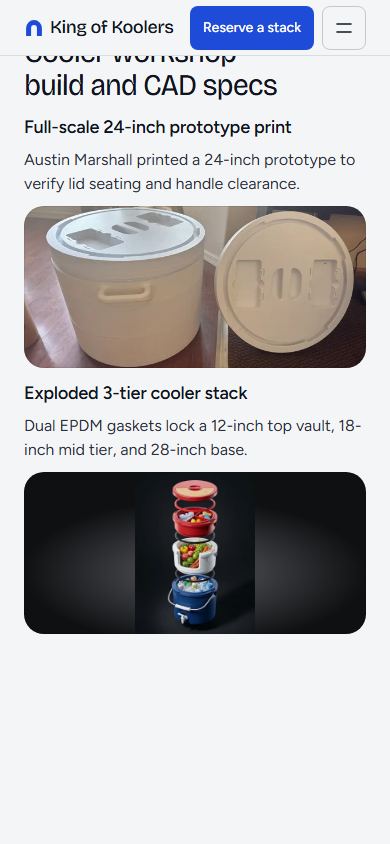 King of Koolers
Reserve a stack
Cooler workshop
build and CAD specs
Full-scale 24-inch prototype print
Austin Marshall printed a 24-inch prototype to
verify lid seating and handle clearance.
Exploded 3-tier cooler stack
Dual EPDM gaskets lock a 12-inch top vault, 18-
inch mid tier, and 28-inch base.